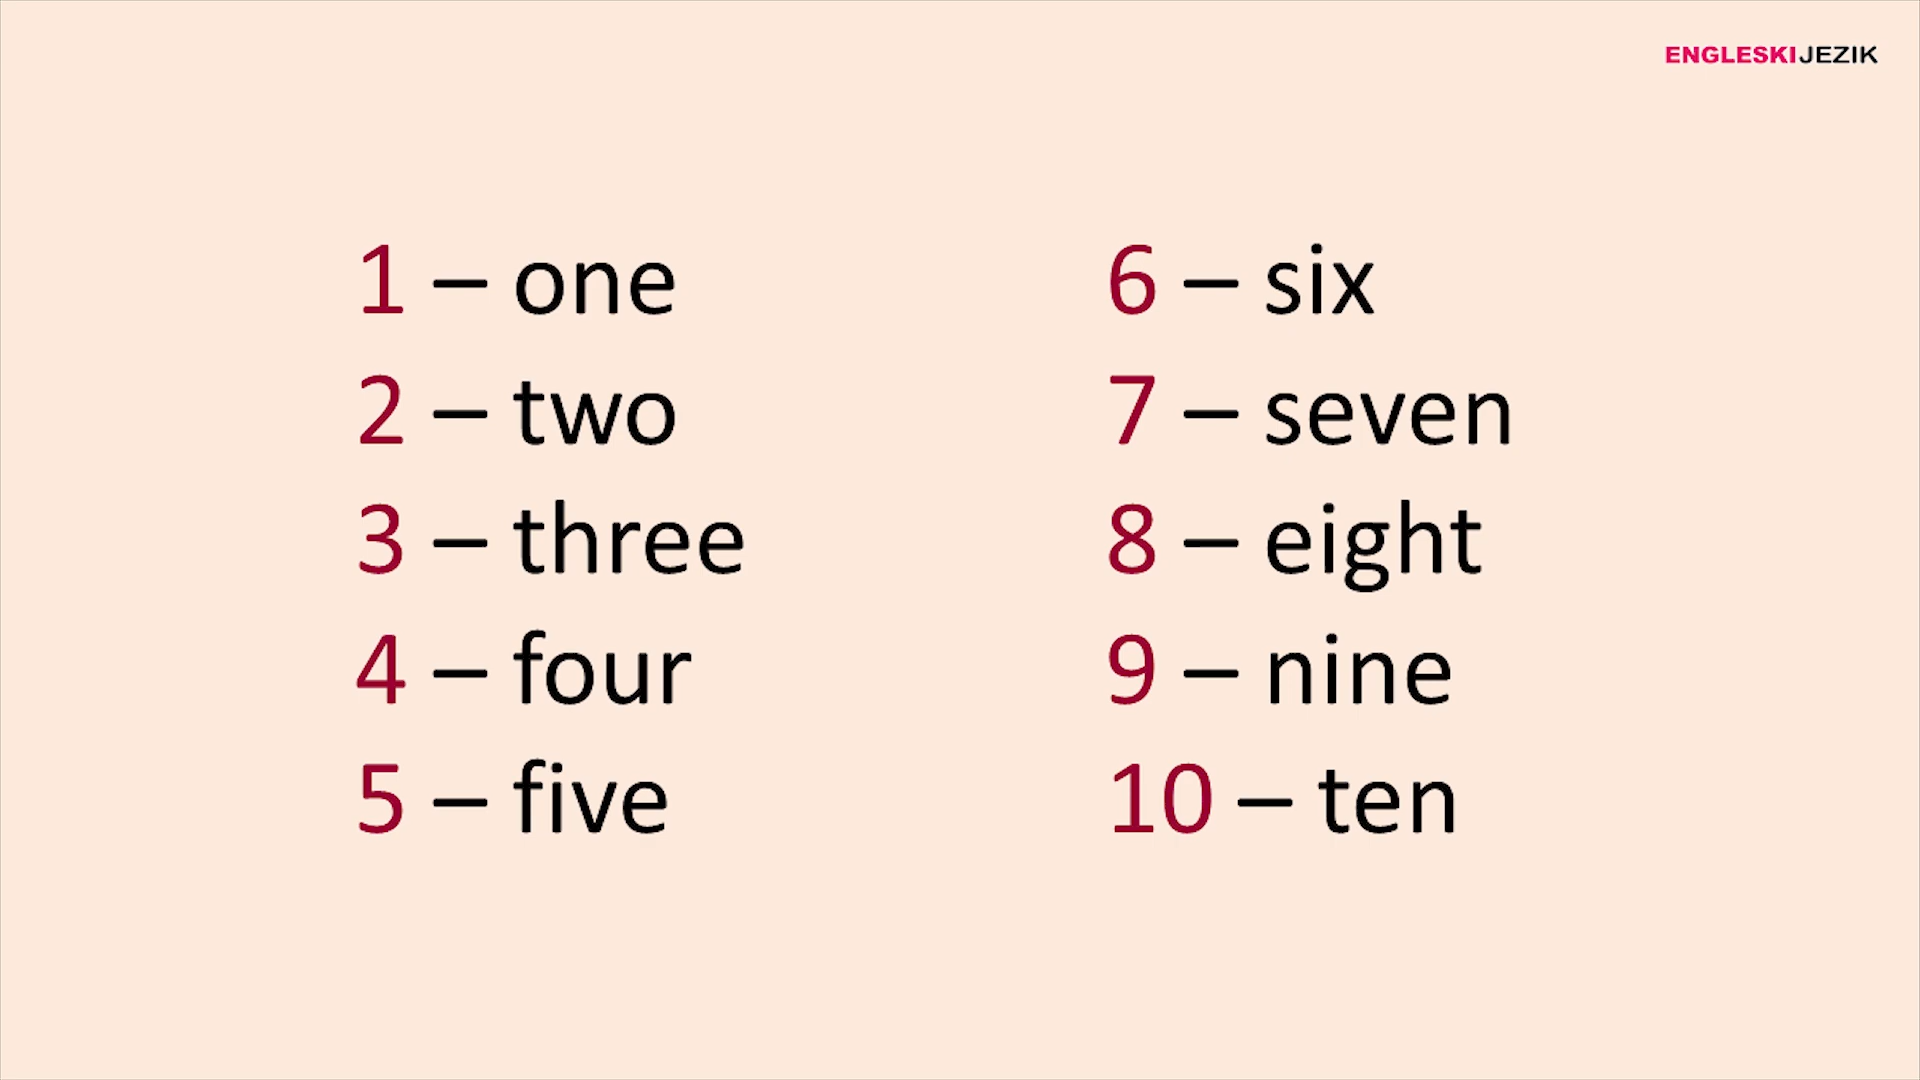 ENGLESKIJEZIK
1 – one
2 – two
3 – three
4 – four
5 – five
6 – six
7 – seven
8 – eight
9 – nine
10 – ten